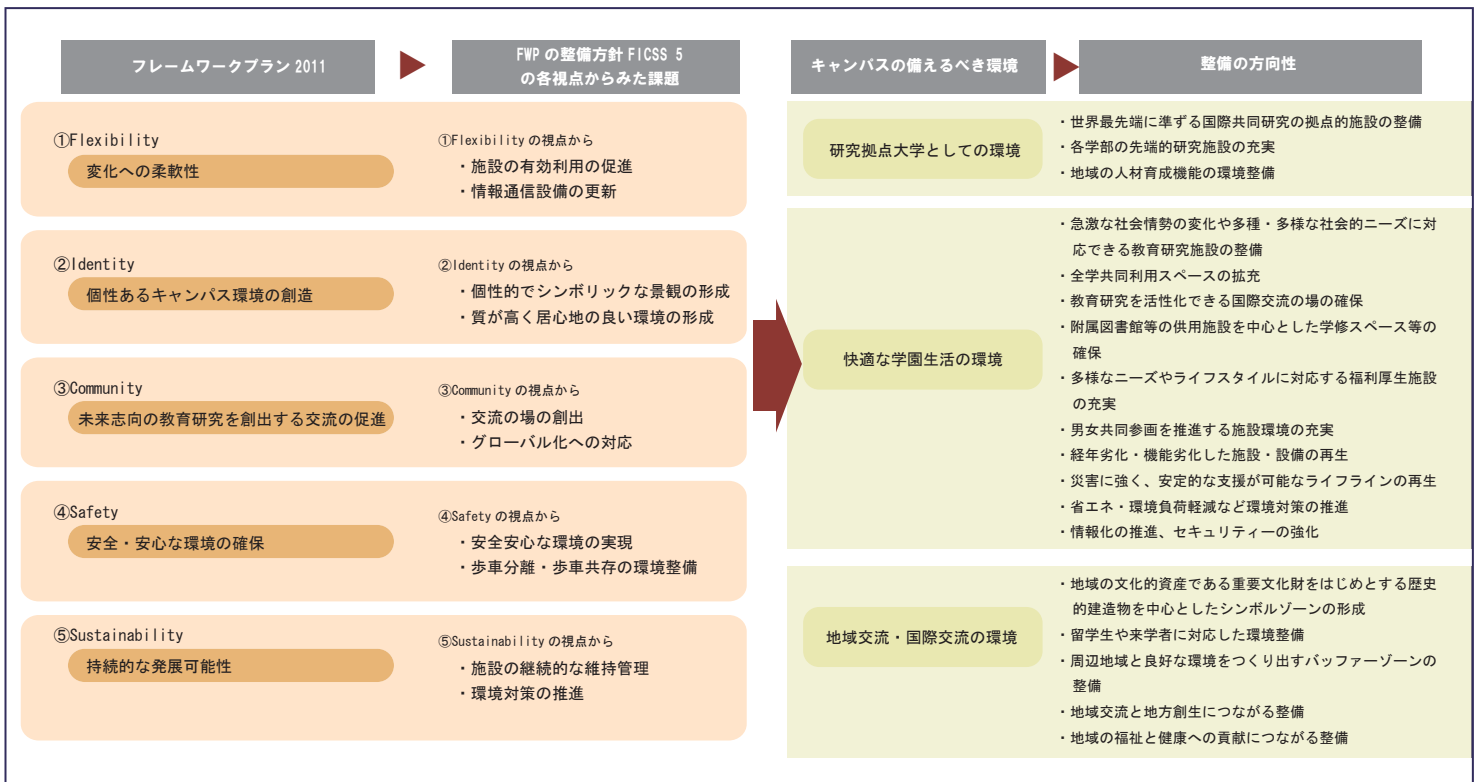 フレームワークプラン 2011
FWP の整備方針 FICSS 5
の各視点からみた課題
キャンパスの備えるべき環境
整備の方向性
①Flexibility
変化への柔軟性
①Flexibility の視点から
・施設の有効利用の促進
・情報通信設備の更新
②Identity
個性あるキャンパス環境の創造
②Identity の視点から
・個性的でシンボリックな景観の形成
・質が高く居心地の良い環境の形成
③Community
未来志向の教育研究を創出する交流の促進
③Community の視点から
・交流の場の創出
・グローバル化への対応
④Safety
安全・安心な環境の確保
④Safety の視点から
・安全安心な環境の実現
・歩車分離・歩車共存の環境整備
⑤Sustainability
持続的な発展可能性
⑤Sustainability の視点から
・施設の継続的な維持管理
・環境対策の推進
研究拠点大学としての環境
・世界最先端に準ずる国際共同研究の拠点的施設の整備
・各学部の先端的研究施設の充実
・地域の人材育成機能の環境整備
快適な学園生活の環境
・急激な社会情勢の変化や多種・多様な社会的ニーズに対
応できる教育研究施設の整備
・全学共同利用スペースの拡充
・教育研究を活性化できる国際交流の場の確保
・附属図書館等の供用施設を中心とした学修スペース等の
確保
・多様なニーズやライフスタイルに対応する福利厚生施設
の充実
・男女共同参画を推進する施設環境の充実
・経年劣化・機能劣化した施設・設備の再生
・災害に強く、安定的な支援が可能なライフラインの再生
・省エネ・環境負荷軽減など環境対策の推進
・情報化の推進、セキュリティーの強化
地域交流・国際交流の環境
・地域の文化的資産である重要文化財をはじめとする歴史
的建造物を中心としたシンボルゾーンの形成
・留学生や来学者に対応した環境整備
・周辺地域と良好な環境をつくり出すバッファーゾーンの
整備
・地域交流と地方創生につながる整備
・地域の福祉と健康への貢献につながる整備